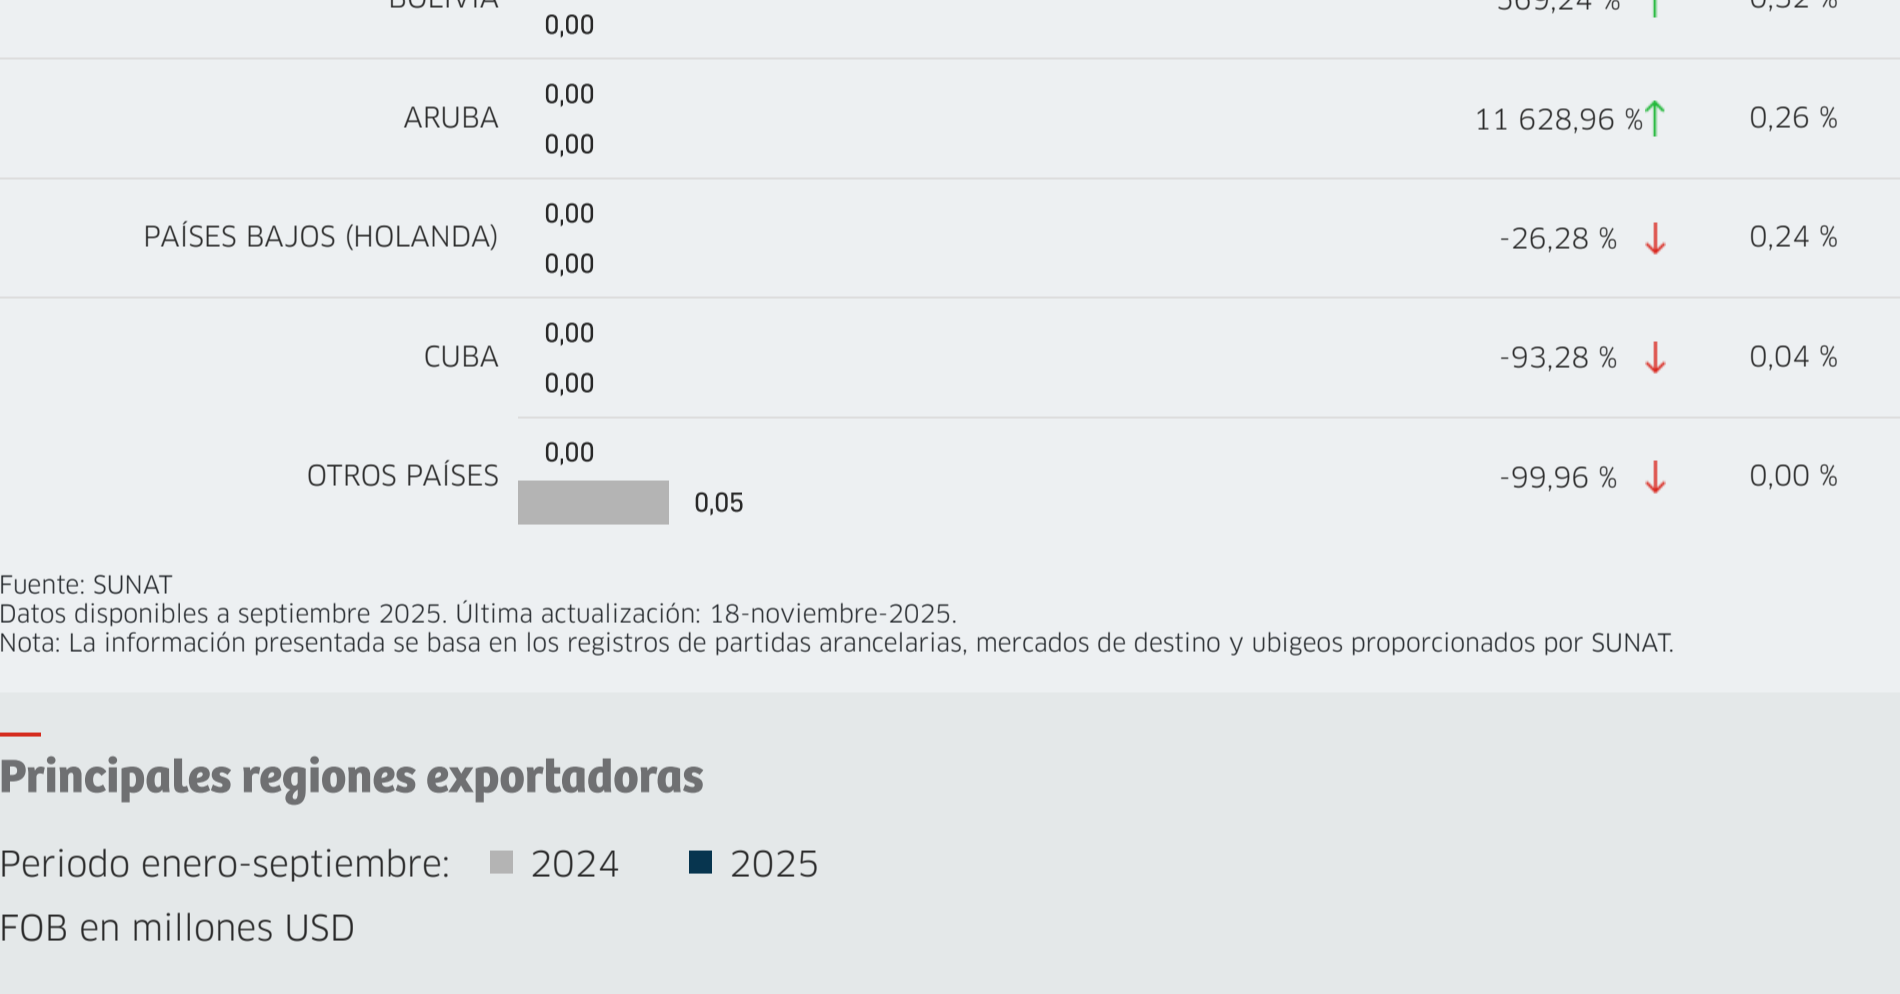 0,00
0,00
ARUBA
0,00
11 628,96 %
0,26 %
0,00
PAÍSES BAJOS (HOLANDA)
0,00
-26,28 %
0,24 %
0,00
CUBA
0,00
-93,28 %
0,04 %
0,00
OTROS PAÍSES
0,05
-99,96 %
0,00 %
Fuente: SUNAT
Datos disponibles a septiembre 2025. Última actualización: 18-noviembre-2025.
Nota: La información presentada se basa en los registros de partidas arancelarias, mercados de destino y ubigeos proporcionados por SUNAT.
Principales regiones exportadoras
Periodo enero-septiembre: 2024 2025
FOB en millones USD